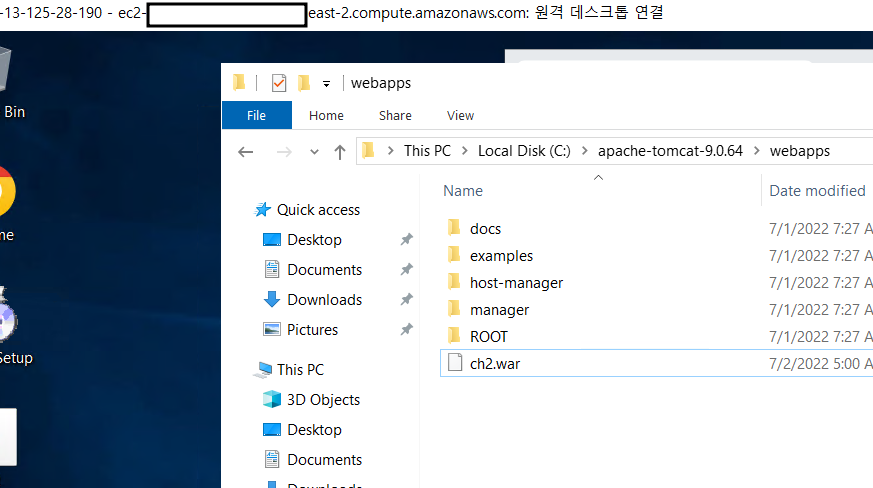 -13-125-28-190 - ec2- east-2.compute.amazonaws.com: 원격 데스크톱 연결
Bin
me
Setup
webapps
File Home Share View
This PC > Local Disk (C:) > apache-tomcat-9.0.64 > webapps
Name Date modified
Quick access
Desktop
Documents
Downloads
Pictures
This PC
3D Objects
Desktop
Documents
Downloads
docs 7/1/2022 7:27 A
examples 7/1/2022 7:27 A
host-manager 7/1/2022 7:27 A
manager 7/1/2022 7:27 A
ROOT 7/1/2022 7:27 A
ch2.war 7/2/2022 5:00 A